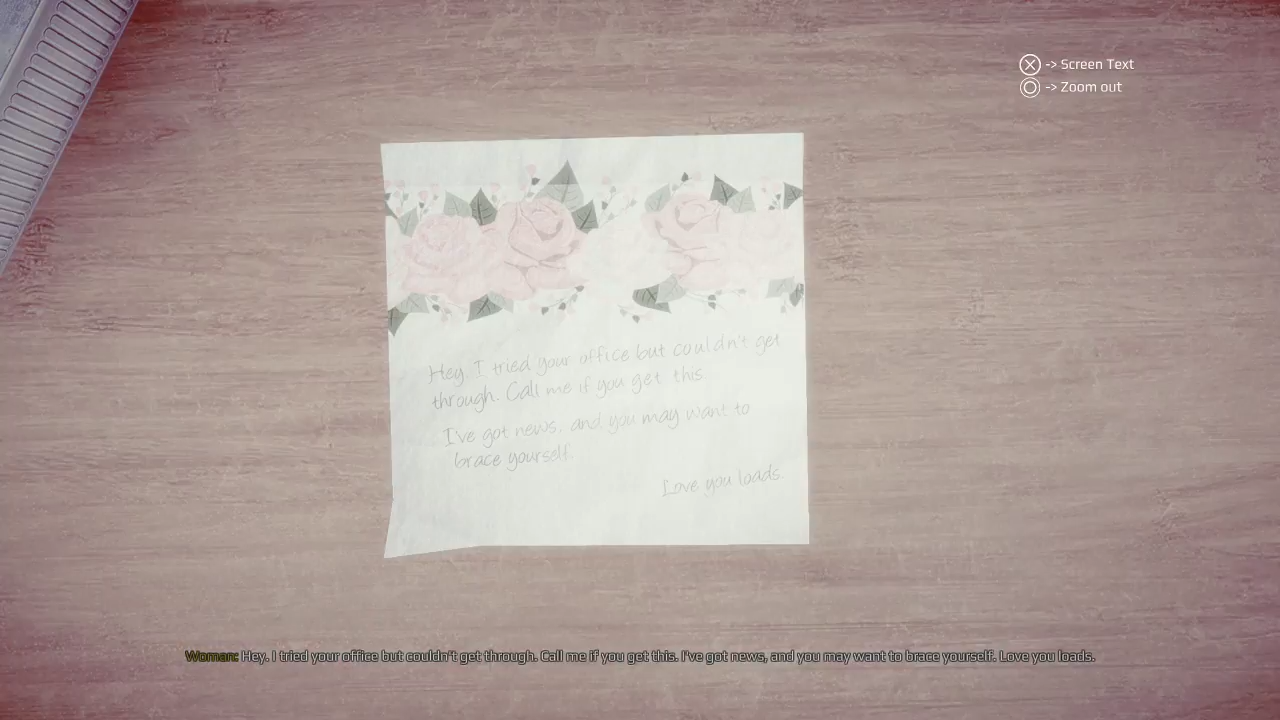 -> Screen Text
-> Zoom out
Hey. I tried your office but couldn't get
through. Call me if you get this.
I've got news, and you may want to
brace yourself.
Love you loads.
Woman: Hey. I tried your office but couldn't get through. Call me if you get this. I've got news, and you may want to brace yourself. Love you loads.